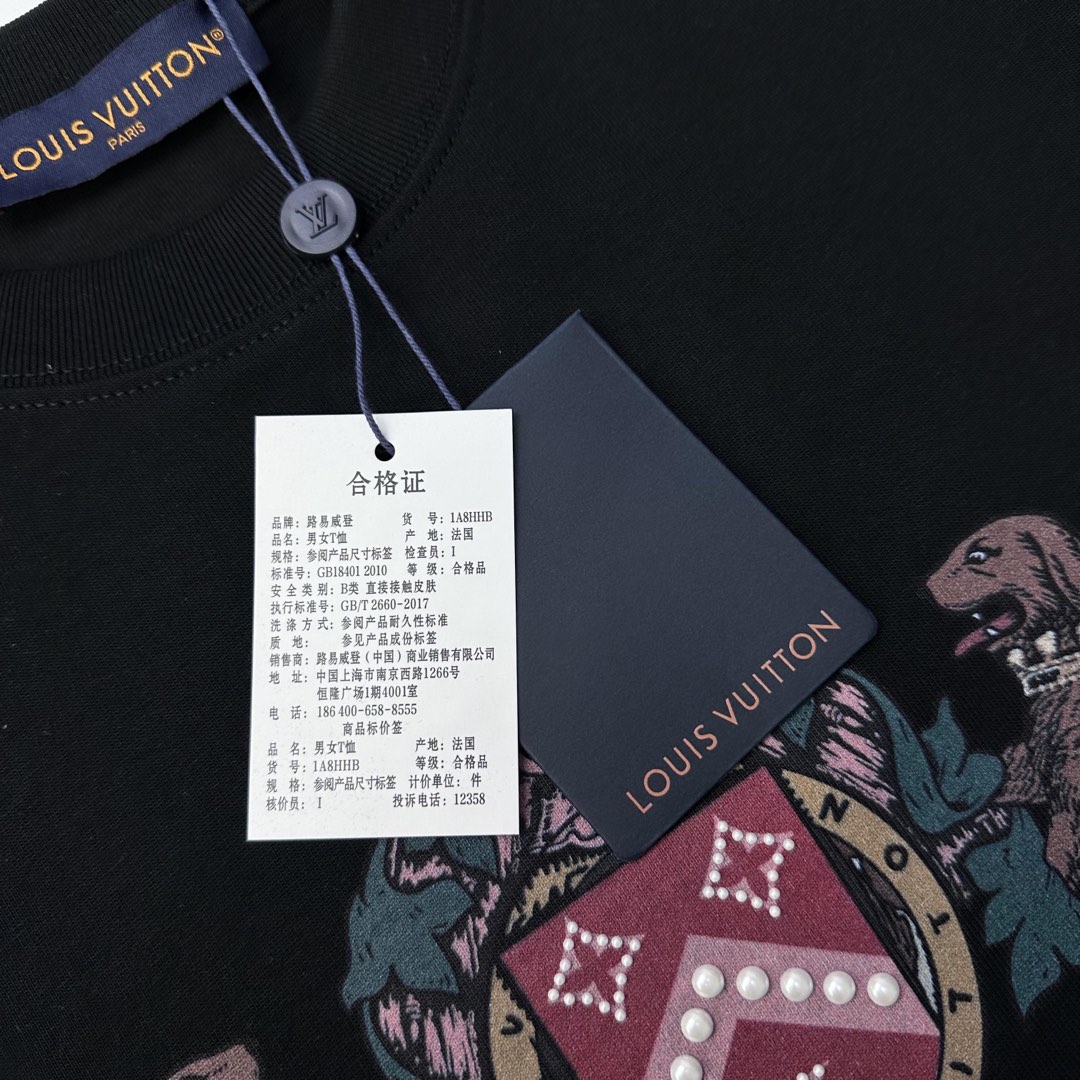 LOUIS VUITTON®
PARIS
LV
合格证
品牌：路易威登 货 号：1A8HHB
品名：男女T恤 产 地：法国
规格：参阅产品尺寸标签 检查员：I
标准号：GB18401 2010 等 级：合格品
安 全 类 别：B类 直接接触皮肤
执行标准号：GB/T 2660-2017
洗 涤 方 式：参阅产品耐久性标准
质 地： 参见产品成份标签
销售商：路易威登（中国）商业销售有限公司
地 址：中国上海市南京西路1266号
恒隆广场1期4001室
电 话：186 400-658-8555
商品标价签
品 名：男女T恤 产地：法国
货 号：1A8HHB 等级：合格品
规 格：参阅产品尺寸标签 计价单位：件
核价员：I 投诉电话：12358
LOUIS VUITTON
V
ITTON